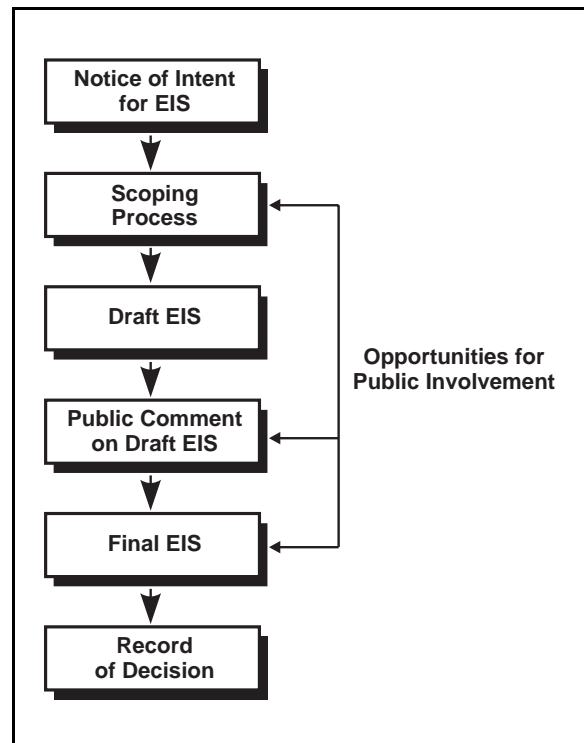 Notice of Intent
for EIS
Scoping
Process
Draft EIS
Opportunities for
Public Involvement
Public Comment
on Draft EIS
Final EIS
Record
of Decision